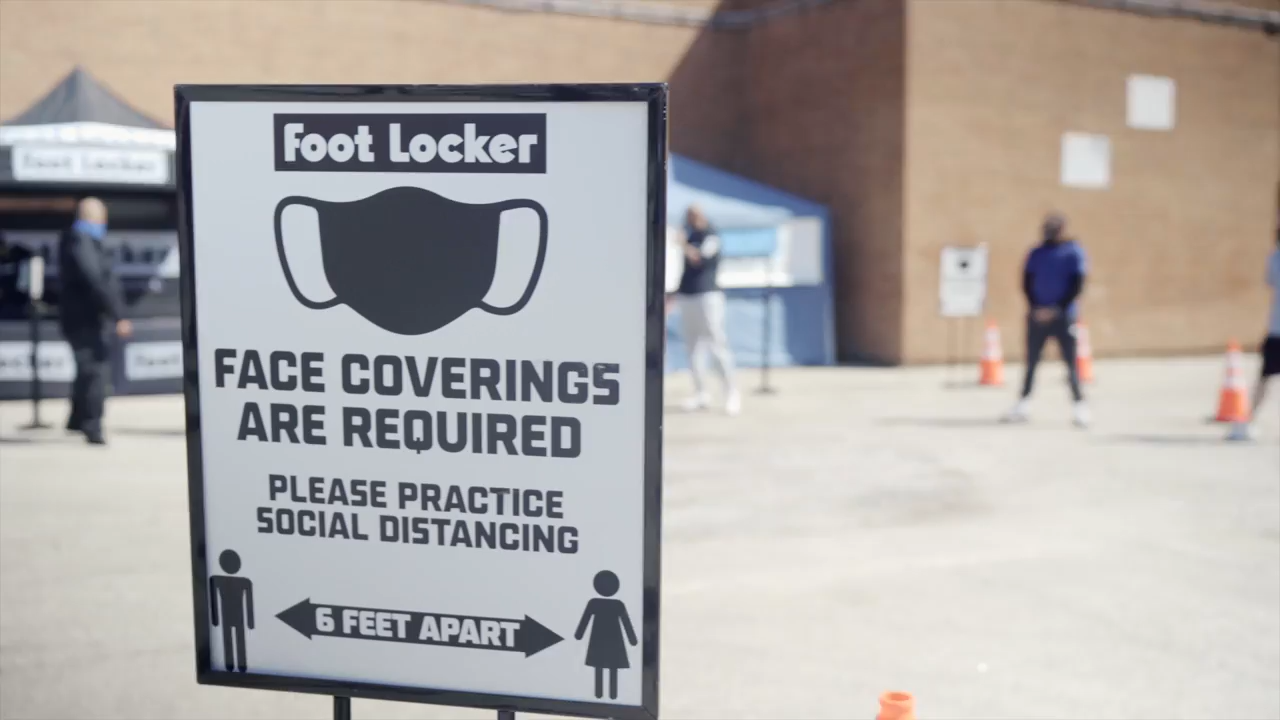 Foot Locker
FACE COVERINGS
ARE REQUIRED
PLEASE PRACTICE
SOCIAL DISTANCING
6 FEET APART
Foot Locker